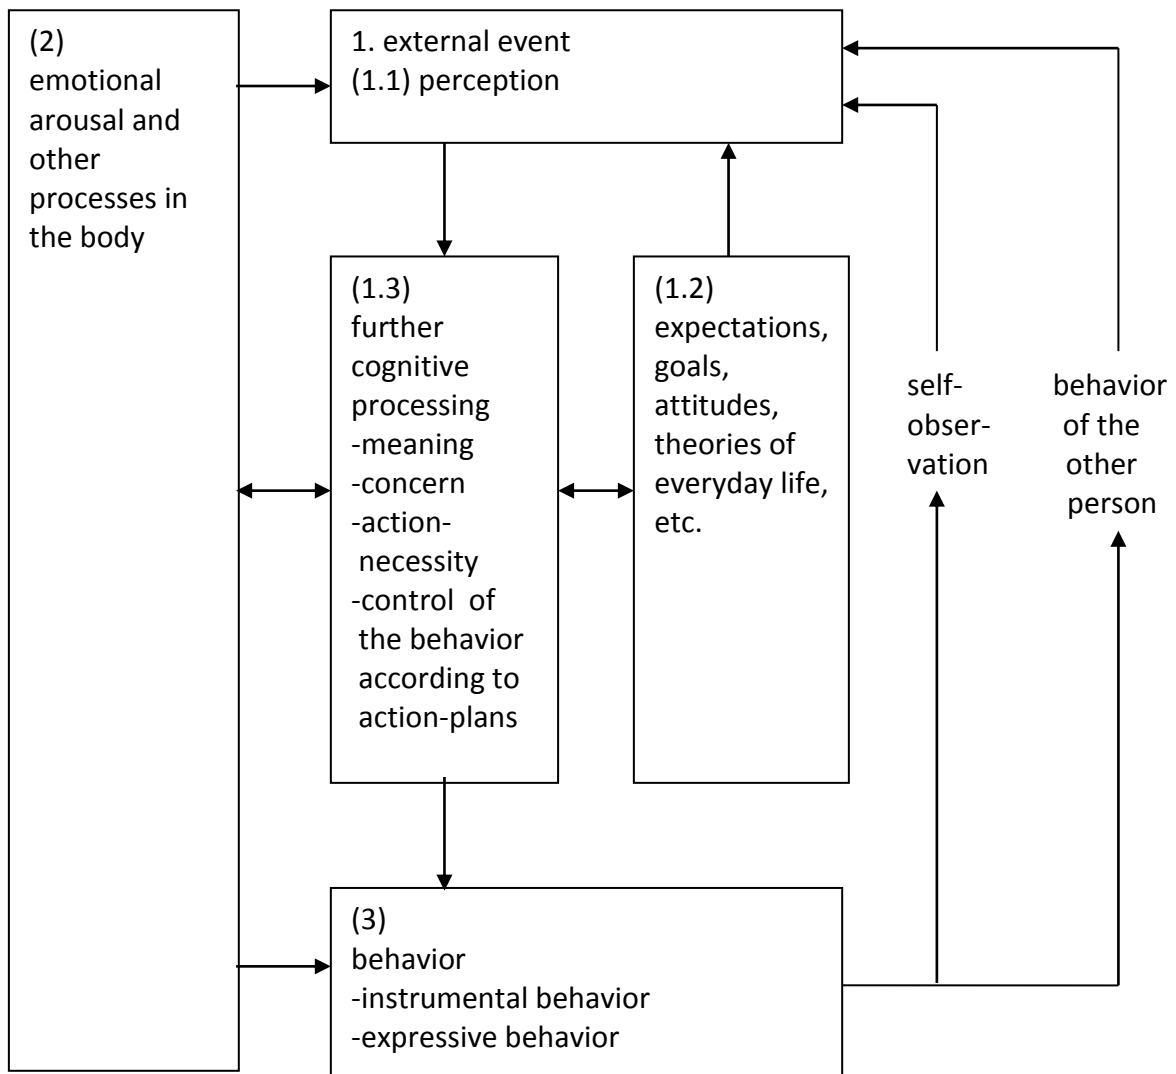 (2)
emotional
arousal and
other
processes in
the body
1. external event
(1.1) perception
(1.3)
further
cognitive
processing
-meaning
-concern
-action-
necessity
-control  of
the behavior
according to
action-plans
(1.2)
expectations,
goals,
attitudes,
theories of
everyday life,
etc.
self-
obser-
vation
behavior
of the
other
person
(3)
behavior
-instrumental behavior
-expressive behavior